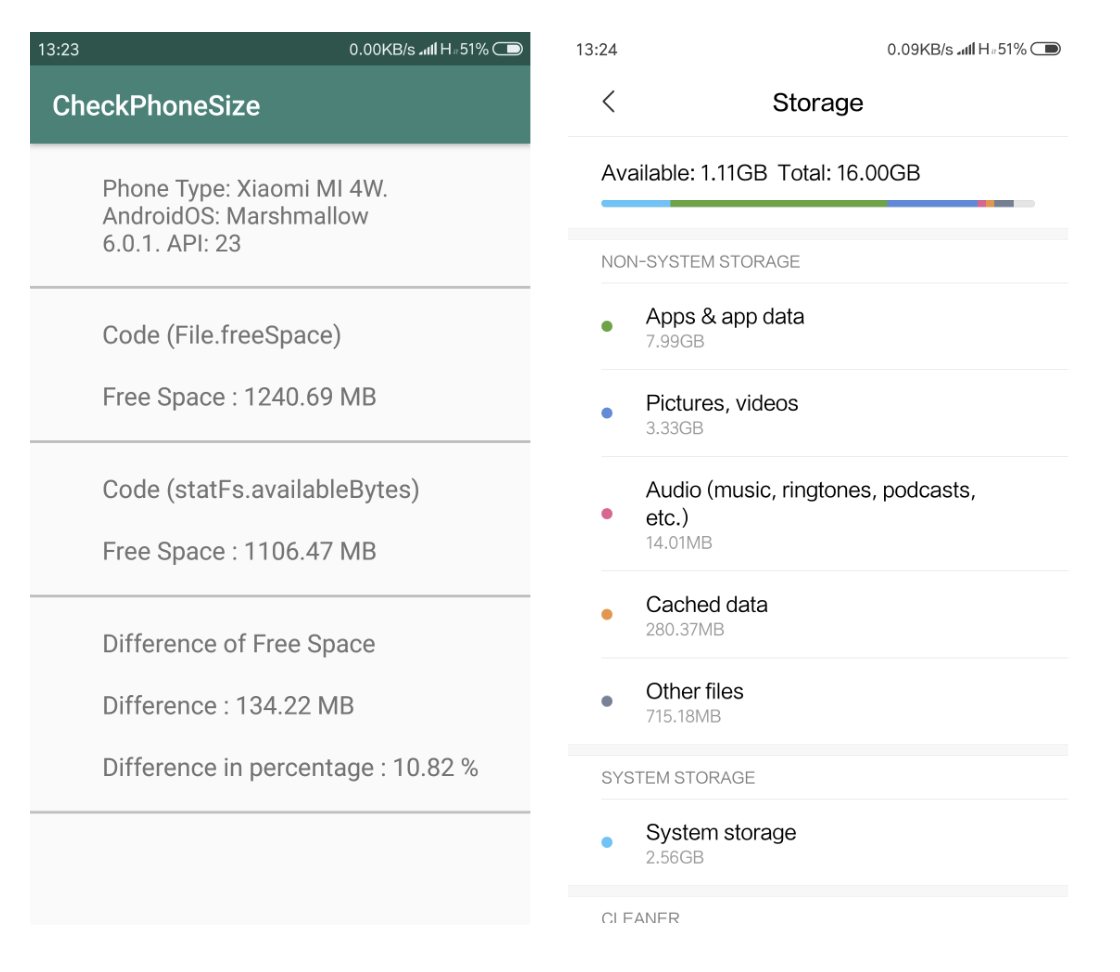 13:23
0.00KB/s H 51%
CheckPhoneSize
Phone Type: Xiaomi MI 4W.
AndroidOS: Marshmallow
6.0.1. API: 23
Code (File.freeSpace)
Free Space : 1240.69 MB
Code (statFs.availableBytes)
Free Space : 1106.47 MB
Difference of Free Space
Difference : 134.22 MB
Difference in percentage : 10.82 %
13:24
0.09KB/s H 51%
Storage
Available: 1.11GB Total: 16.00GB
NON-SYSTEM STORAGE
Apps & app data
7.99GB
Pictures, videos
3.33GB
Audio (music, ringtones, podcasts,
etc.)
14.01MB
Cached data
280.37MB
Other files
715.18MB
SYSTEM STORAGE
System storage
2.56GB
CLEANER